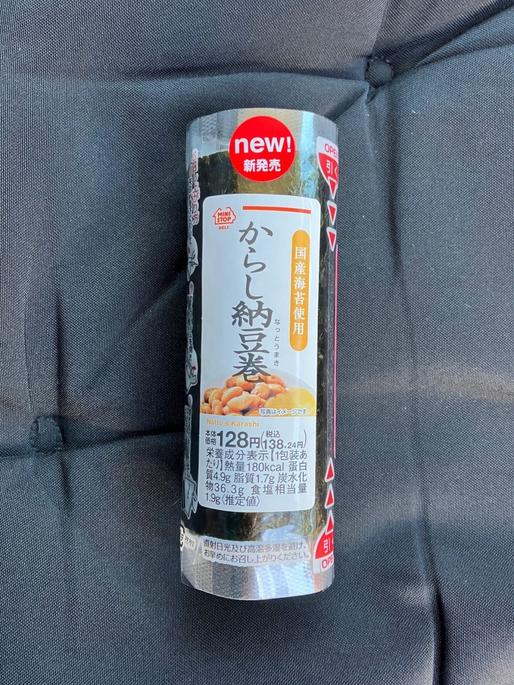 new!
新発売
OPEN
引く
MINI
STOP
DELI
国産海苔使用
からし納豆巻
なっとうまき
写真はイメージです
Natto & Karashi
本体
価格128円(税込
138.24円)
栄養成分表示【1包装あ
たり】熱量180kcal 蛋白
質4.9g 脂質1.7g 炭水化
物36.3g 食塩相当量
1.9g(推定値)
直射日光及び高温多湿を避け、
お早めにお召し上がりください。
引
OPE